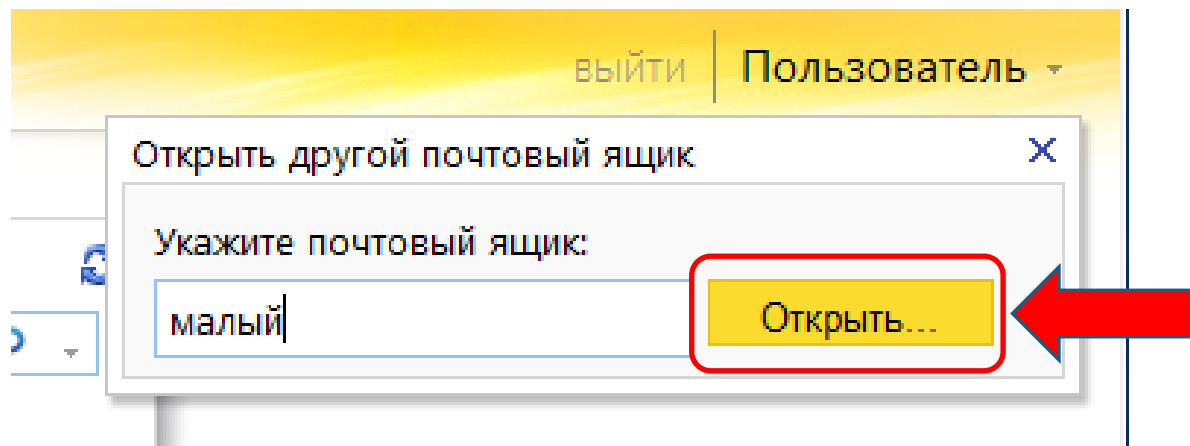 выйти | Пользователь
Открыть другой почтовый ящик
Укажите почтовый ящик:
малый Открыть...